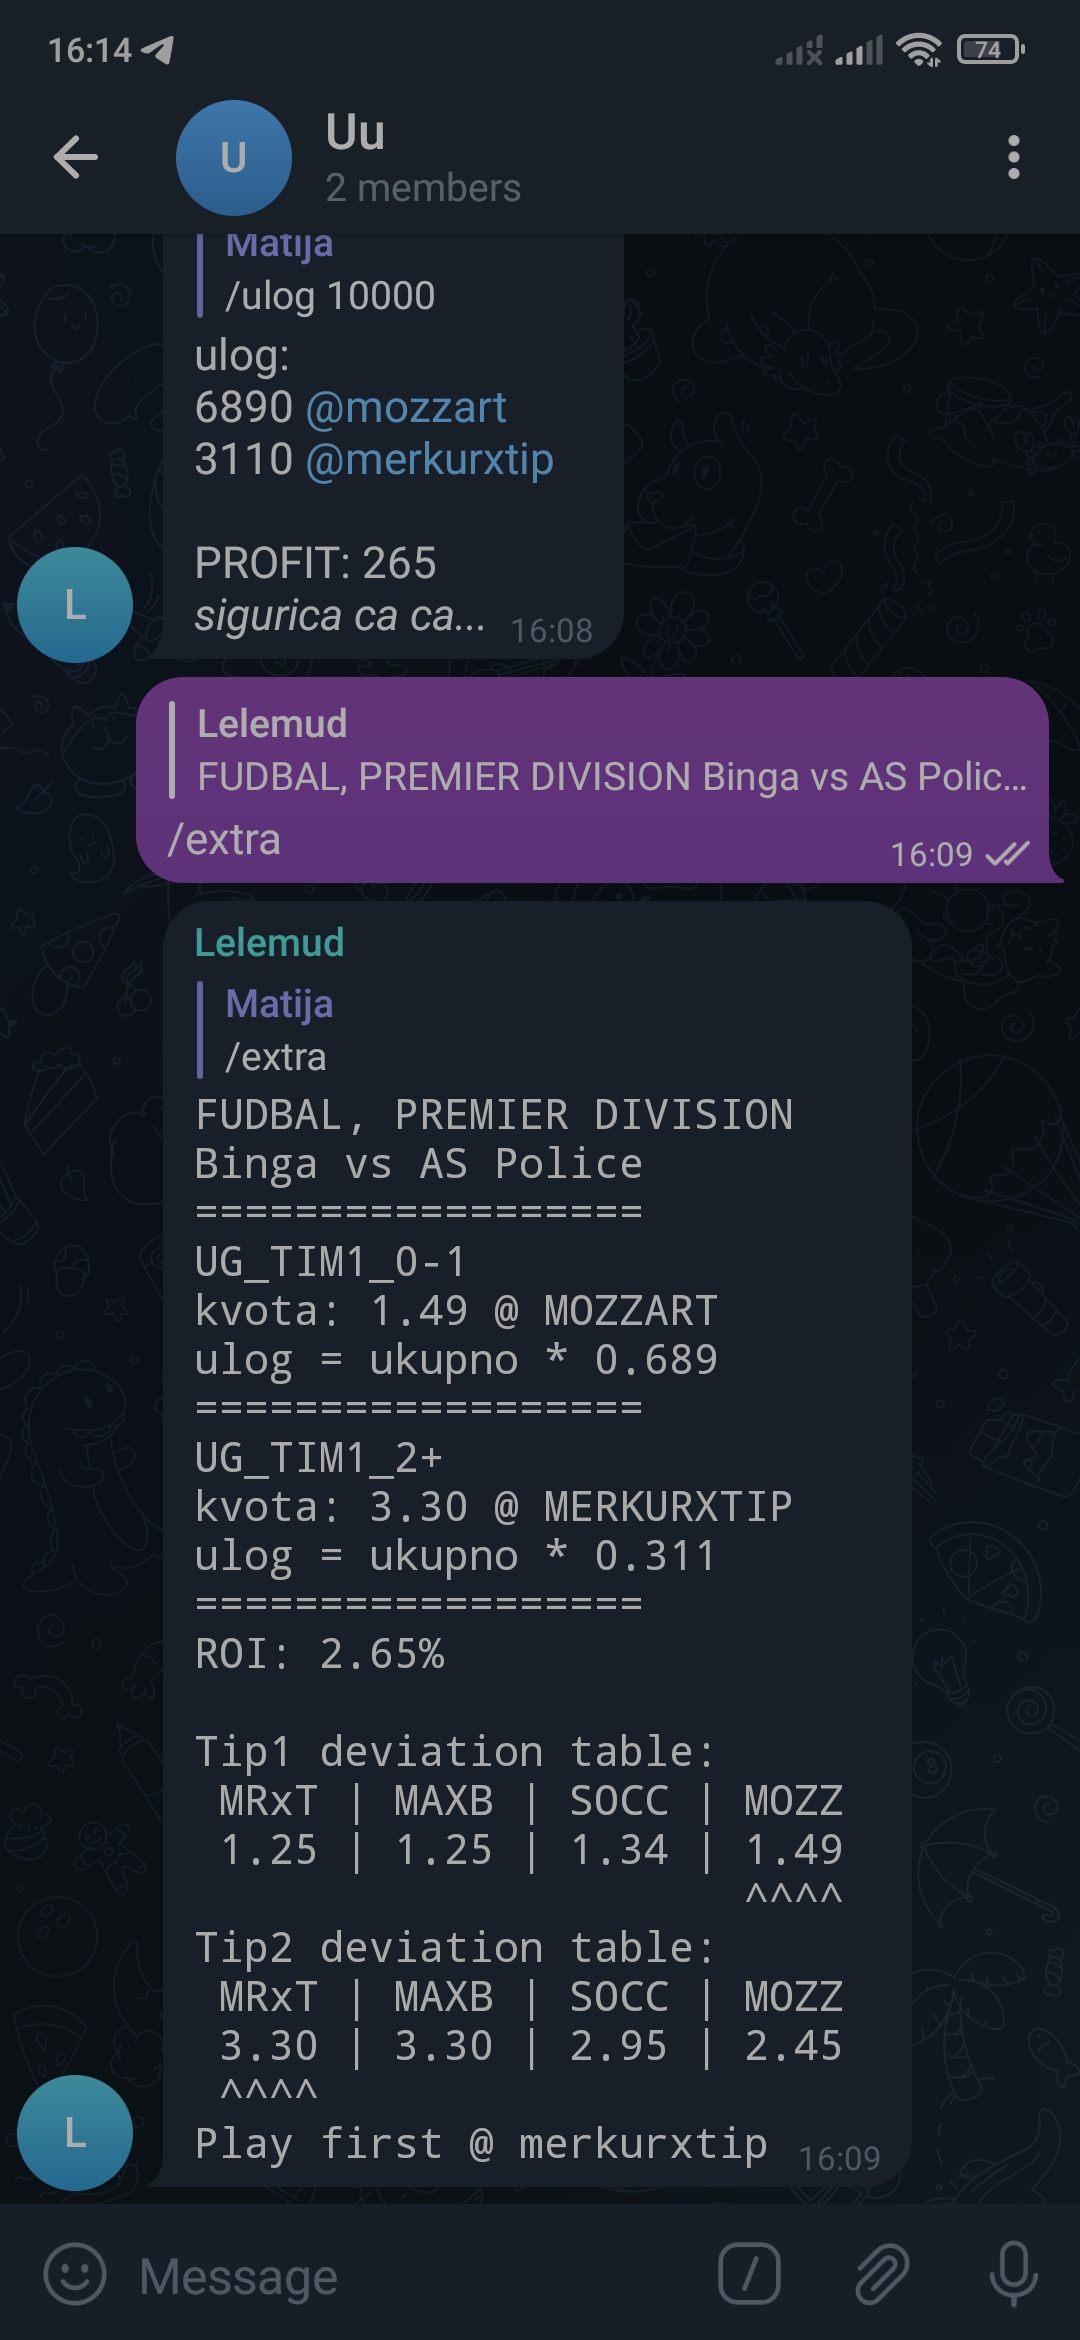 16:14
74
U
Uu
2 members
Matija
/ulog 10000
ulog:
6890 @mozzart
3110 @merkurxtip
PROFIT: 265
sigurica ca ca...
16:08
L
Lelemud
FUDBAL, PREMIER DIVISION Binga vs AS Polic...
/extra
16:09
Lelemud
Matija
/extra
FUDBAL, PREMIER DIVISION
Binga vs AS Police
==================
UG_TIM1_0-1
kvota: 1.49 @ MOZZART
ulog = ukupno * 0.689
==================
UG_TIM1_2+
kvota: 3.30 @ MERKURXTIP
ulog = ukupno * 0.311
==================
ROI: 2.65%
Tip1 deviation table:
MRxT | MAXB | SOCC | MOZZ
1.25 | 1.25 | 1.34 | 1.49
^^^^
Tip2 deviation table:
MRxT | MAXB | SOCC | MOZZ
3.30 | 3.30 | 2.95 | 2.45
^^^^
Play first @ merkurxtip
16:09
L
Message